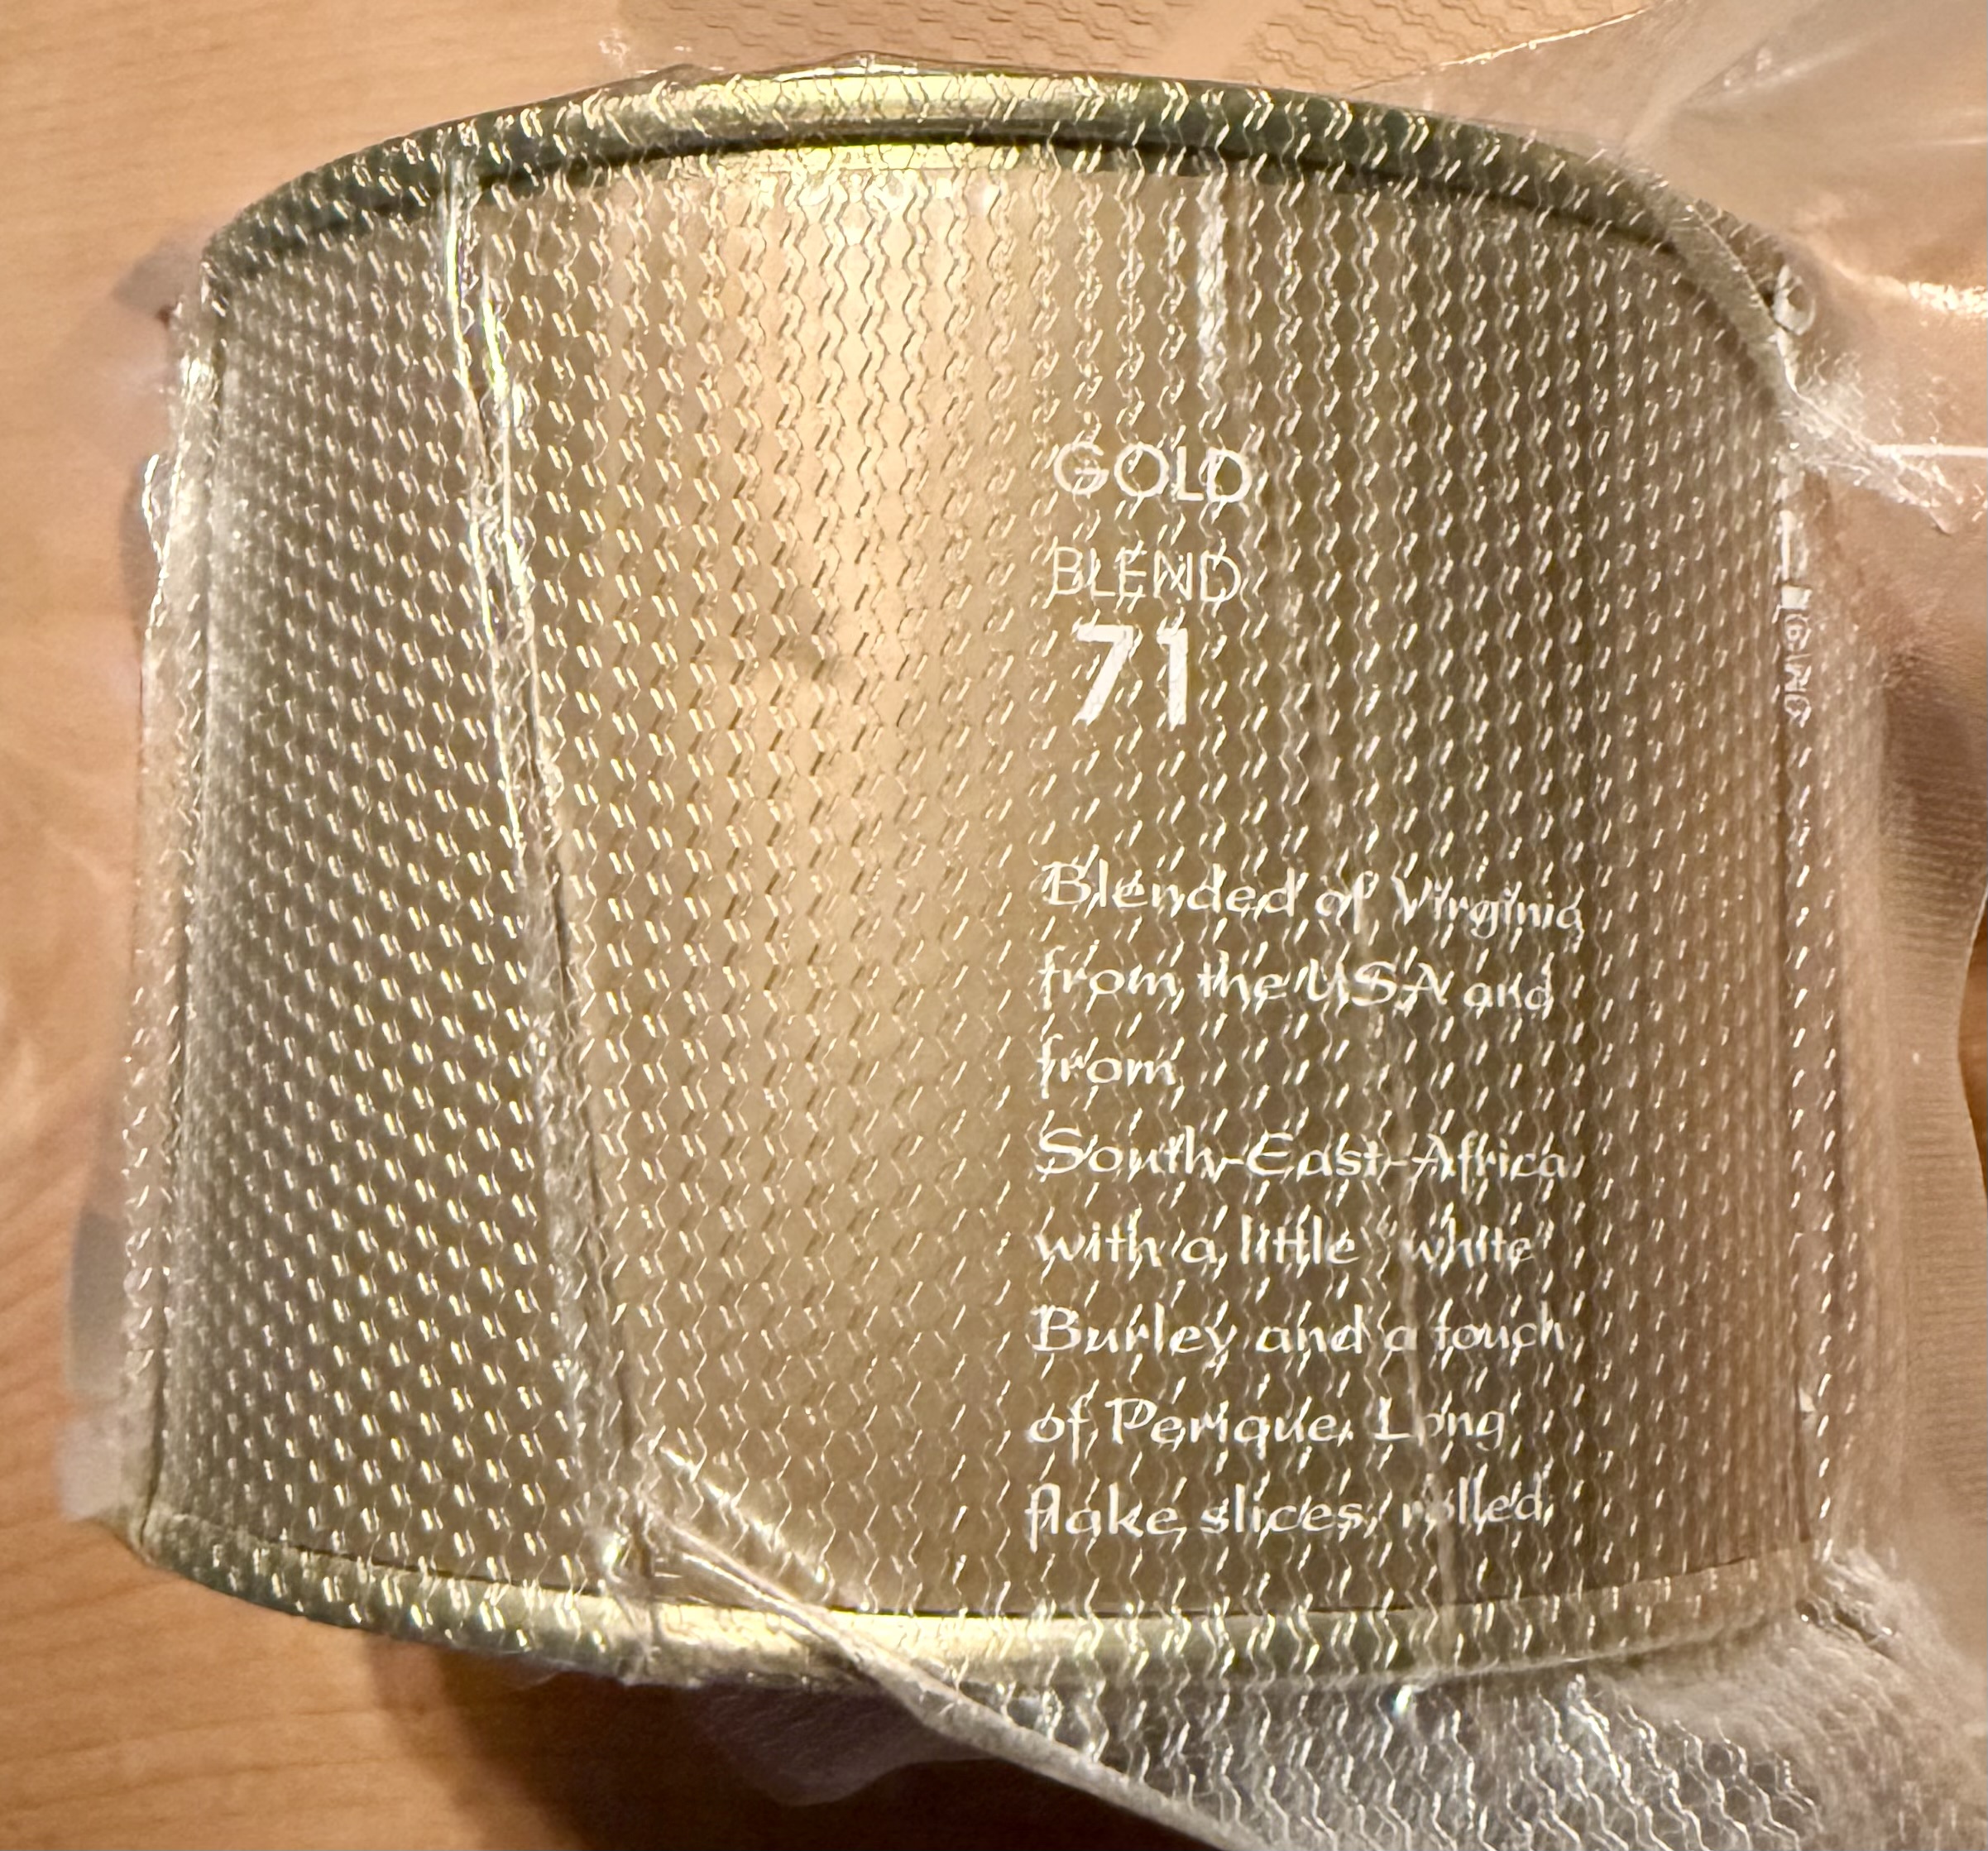 GOLD
BLEND
71
Blended of Virginia
from the USA and
from
South-East-Africa
with a little "white"
Burley and a touch
of Perique. Long
flake slices, rolled